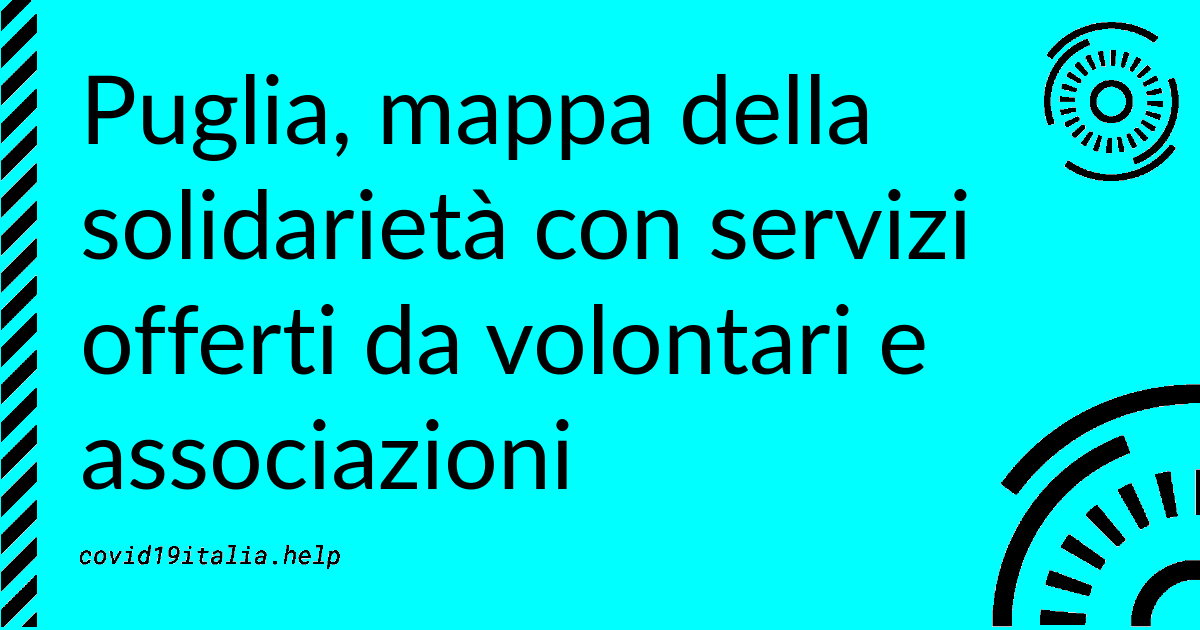 Puglia, mappa della
solidarietà con servizi
offerti da volontari e
associazioni
covid19italia.help